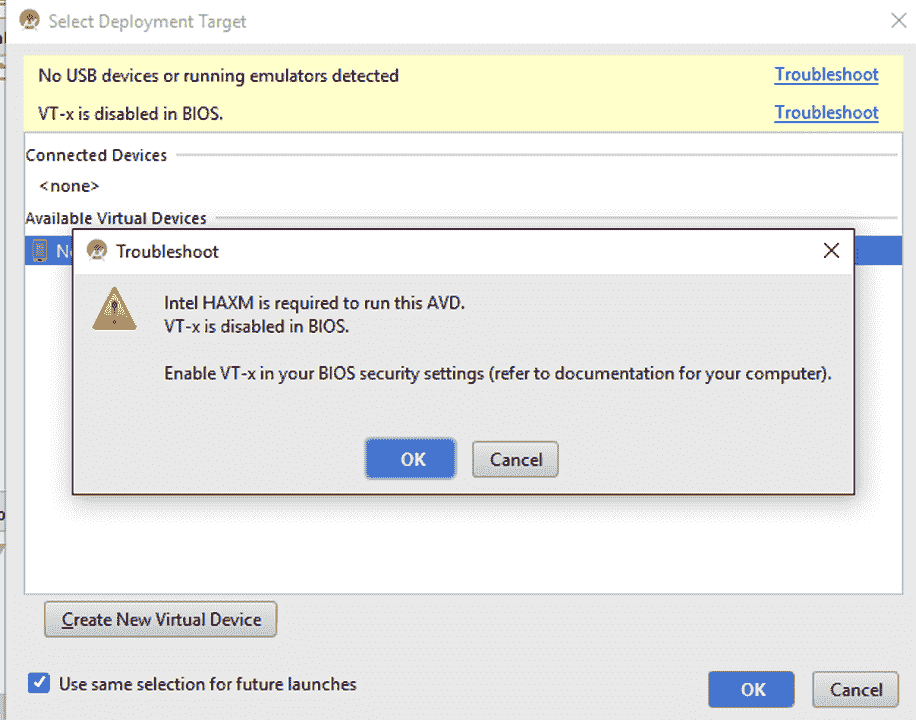 Select Deployment Target
No USB devices or running emulators detected
Troubleshoot
VT-x is disabled in BIOS.
Troubleshoot
Connected Devices
<none>
Available Virtual Devices
Troubleshoot
Intel HAXM is required to run this AVD.
VT-x is disabled in BIOS.
Enable VT-x in your BIOS security settings (refer to documentation for your computer).
OK
Cancel
Create New Virtual Device
Use same selection for future launches
OK
Cancel